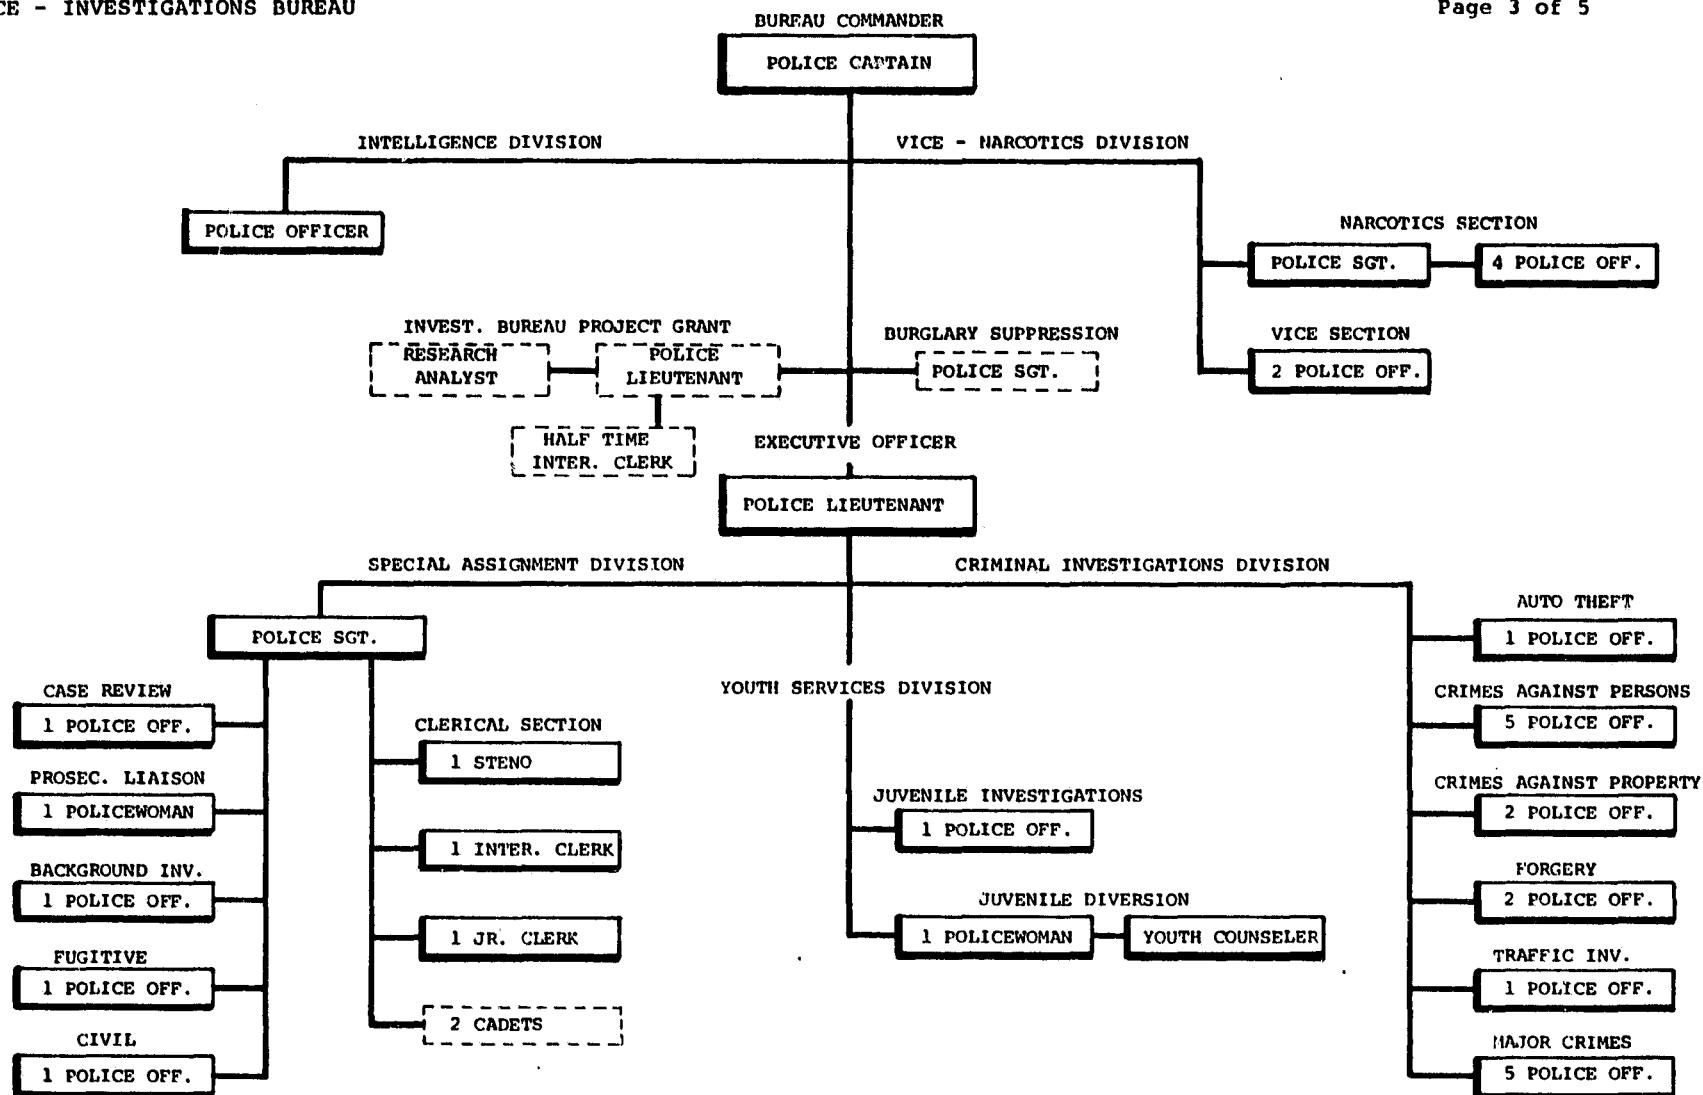 CE - INVESTIGATIONS BUREAU
Page 3 of 5
BUREAU COMMANDER
POLICE CAPTAIN
INTELLIGENCE DIVISION
VICE - NARCOTICS DIVISION
POLICE OFFICER
NARCOTICS SECTION
POLICE SGT.
4 POLICE OFF.
INVEST. BUREAU PROJECT GRANT
RESEARCH
ANALYST
POLICE
LIEUTENANT
BURGLARY SUPPRESSION
POLICE SGT.
VICE SECTION
2 POLICE OFF.
HALF TIME
INTER. CLERK
EXECUTIVE OFFICER
POLICE LIEUTENANT
SPECIAL ASSIGNMENT DIVISION
CRIMINAL INVESTIGATIONS DIVISION
POLICE SGT.
CASE REVIEW
1 POLICE OFF.
PROSEC. LIAISON
1 POLICEWOMAN
BACKGROUND INV.
1 POLICE OFF.
FUGITIVE
1 POLICE OFF.
CIVIL
1 POLICE OFF.
CLERICAL SECTION
1 STENO
1 INTER. CLERK
1 JR. CLERK
2 CADETS
YOUTH SERVICES DIVISION
JUVENILE INVESTIGATIONS
1 POLICE OFF.
JUVENILE DIVERSION
1 POLICEWOMAN
YOUTH COUNSELER
AUTO THEFT
1 POLICE OFF.
CRIMES AGAINST PERSONS
5 POLICE OFF.
CRIMES AGAINST PROPERTY
2 POLICE OFF.
FORGERY
2 POLICE OFF.
TRAFFIC INV.
1 POLICE OFF.
MAJOR CRIMES
5 POLICE OFF.